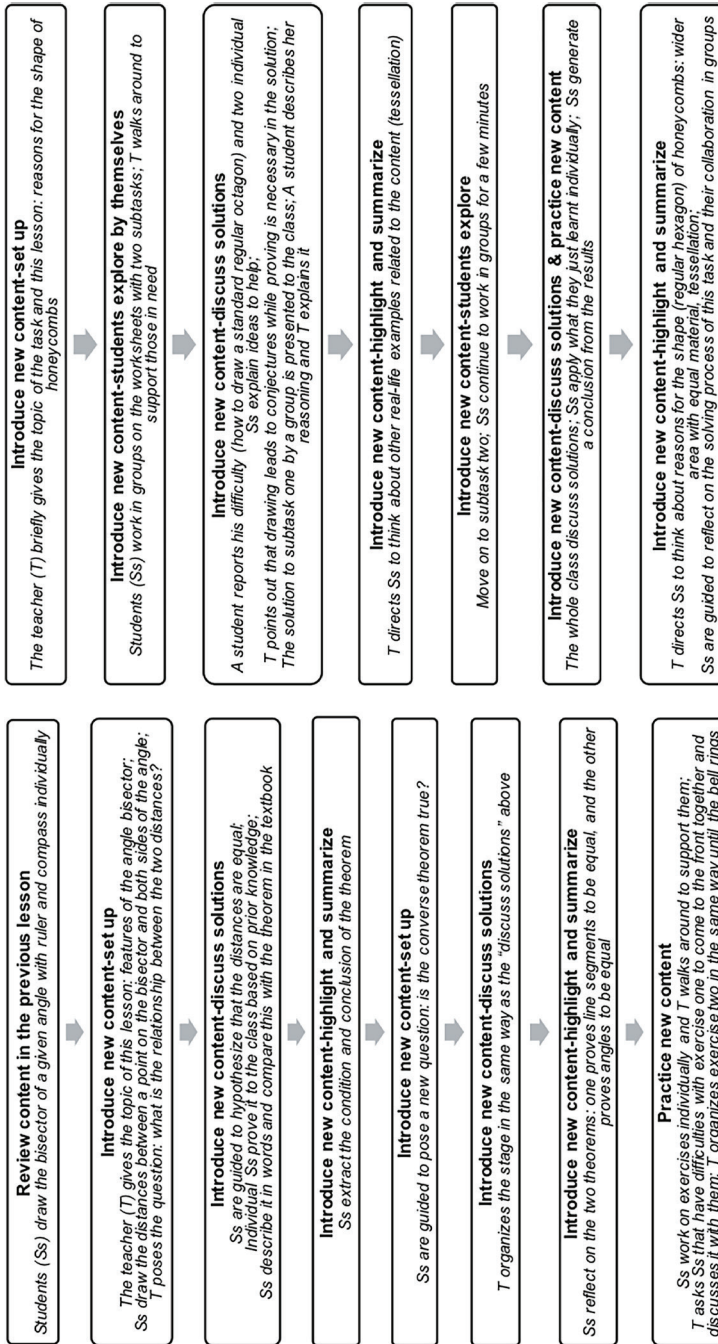 Review content in the previous lesson
Students (Ss) draw the bisector of a given angle with ruler and compass individually
Introduce new content-set up
The teacher (T) gives the topic of this lesson: features of the angle bisector;
Ss draw the distances between a point on the bisector and both sides of the angle;
T poses the question: what is the relationship between the two distances?
Introduce new content-discuss solutions
Ss are guided to hypothesize that the distances are equal;
Individual Ss prove it to the class based on prior knowledge;
Ss describe it in words and compare this with the theorem in the textbook
Introduce new content-highlight and summarize
Ss extract the condition and conclusion of the theorem
Introduce new content-set up
Ss are guided to pose a new question: is the converse theorem true?
Introduce new content-discuss solutions
T organizes the stage in the same way as the "discuss solutions" above
Introduce new content-highlight and summarize
Ss reflect on the two theorems: one proves line segments to be equal, and the other
proves angles to be equal
Practice new content
Ss work on exercises individually and T walks around to support them;
T asks Ss that have difficulties with exercise one to come to the front together and
discusses it with them; T organizes exercise two in the same way until the bell rings
Introduce new content-set up
The teacher (T) briefly gives the topic of the task and this lesson: reasons for the shape of
honeycombs
Introduce new content-students explore by themselves
Students (Ss) work in groups on the worksheets with two subtasks; T walks around to
support those in need
Introduce new content-discuss solutions
A student reports his difficulty (how to draw a standard regular octagon) and two individual
Ss explain ideas to help;
T points out that drawing leads to conjectures while proving is necessary in the solution;
The solution to subtask one by a group is presented to the class; A student describes her
reasoning and T explains it
Introduce new content-highlight and summarize
T directs Ss to think about other real-life examples related to the content (tessellation)
Introduce new content-students explore
Move on to subtask two; Ss continue to work in groups for a few minutes
Introduce new content-discuss solutions & practice new content
The whole class discuss solutions; Ss apply what they just learnt individually; Ss generate
a conclusion from the results
Introduce new content-highlight and summarize
T directs Ss to think about reasons for the shape (regular hexagon) of honeycombs: wider
area with equal material, tessellation;
Ss are guided to reflect on the solving process of this task and their collaboration in groups